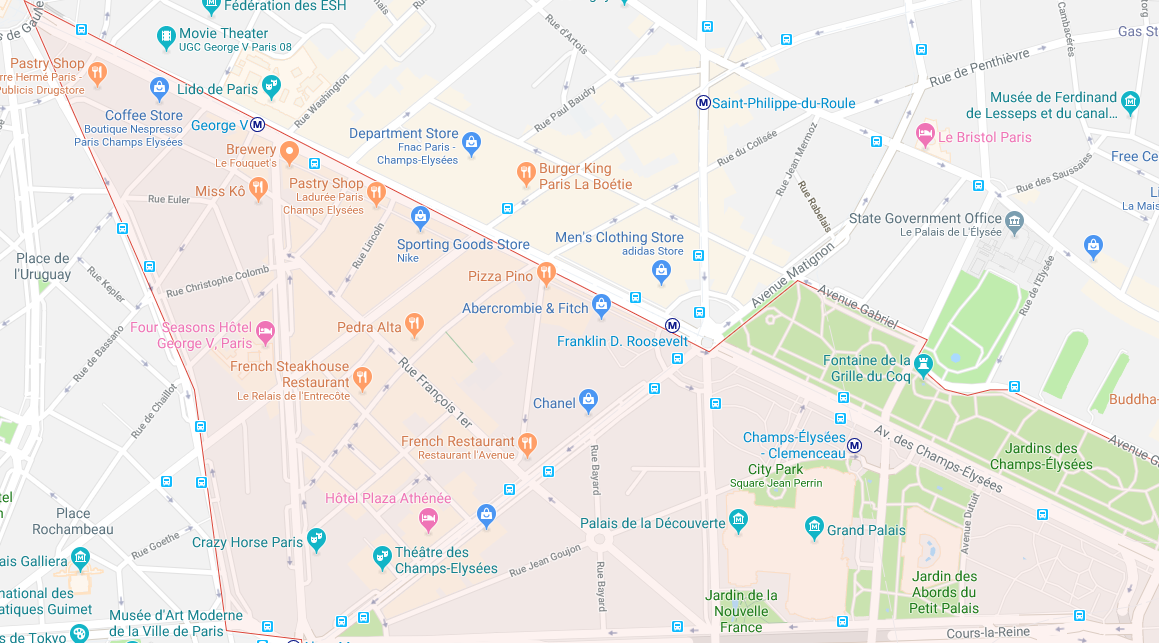 Fédération des ESH
Movie Theater
UGC George V Paris 08
Pastry Shop
rre Hermé Paris -
Publicis Drugstore
Lido de Paris
Coffee Store
Boutique Nespresso
Paris Champs Elysées
George V
M
Rue Washington
Rue d'Artois
Rue Paul Baudry
Department Store
Fnac Paris -
Champs-Elysées
Brewery
Le Fouquet's
Miss Kô
Pastry Shop
Ladurée Paris
Champs Elysées
Burger King
Paris La Boétie
M
Saint-Philippe-du-Roule
Rue de Penthièvre
Cambacérès
Gas St
Musée de Ferdinand
de Lesseps et du canal...
Le Bristol Paris
Free Ce
Rue du Colisée
Rue Jean Mermoz
Rue Rabelais
Rue des Saussaies
La Mais
State Government Office
Le Palais de L'Élysée
Rue Euler
Rue Lincoln
Sporting Goods Store
Nike
Men's Clothing Store
adidas Store
Place de
l'Uruguay
Rue Kepler
Rue Christophe Colomb
Pizza Pino
Abercrombie & Fitch
Avenue Matignon
Avenue Gabriel
Rue de l'Elysée
Rue de Bassano
Four Seasons Hôtel
George V, Paris
Pedra Alta
M
Franklin D. Roosevelt
Fontaine de la
Grille du Coq
French Steakhouse
Restaurant
Le Relais de l'Entrecôte
Rue François 1er
Chanel
Rue de Chaillot
Buddha-
French Restaurant
Restaurant l'Avenue
Rue Bayard
Champs-Élysées
- Clemenceau
M
City Park
Square Jean Perrin
Av. des Champs-Élysées
Jardins des
Champs-Élysées
Avenue G
Hôtel Plaza Athénée
Place
Rochambeau
Rue Goethe
Crazy Horse Paris
Théâtre des
Champs-Elysées
Rue Jean Goujon
Palais de la Découverte
Grand Palais
Avenue Dutuit
ais Galliera
Rue Bayard
Jardin des
Abords du
Petit Palais
Jardin de la
Nouvelle
France
national des
atiques Guimet
Musée d'Art Moderne
de la Ville de Paris
s de Tokyo
Cours-la-Reine